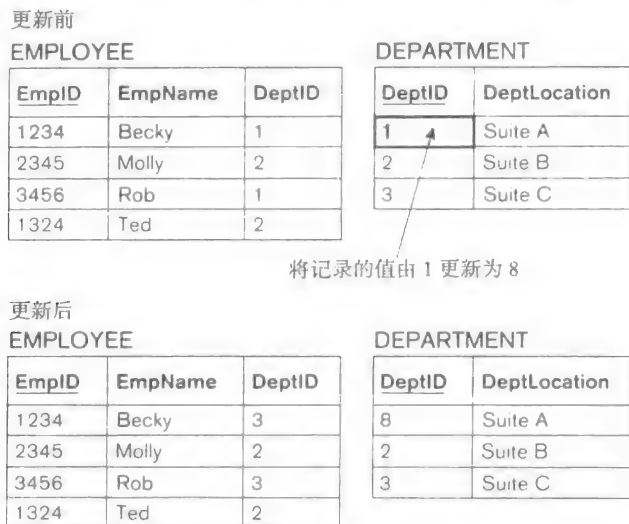 更新前
EMPLOYEE DEPARTMENT
EmpID EmpName DeptID DeptID DeptLocation
1234 Becky 1 1 Suite A
2345 Molly 2 2 Suite B
3456 Rob 1 3 Suite C
1324 Ted 2
将记录的值由 1 更新为 8
更新后
EMPLOYEE DEPARTMENT
EmpID EmpName DeptID DeptID DeptLocation
1234 Becky 3 8 Suite A
2345 Molly 2 2 Suite B
3456 Rob 3 3 Suite C
1324 Ted 2